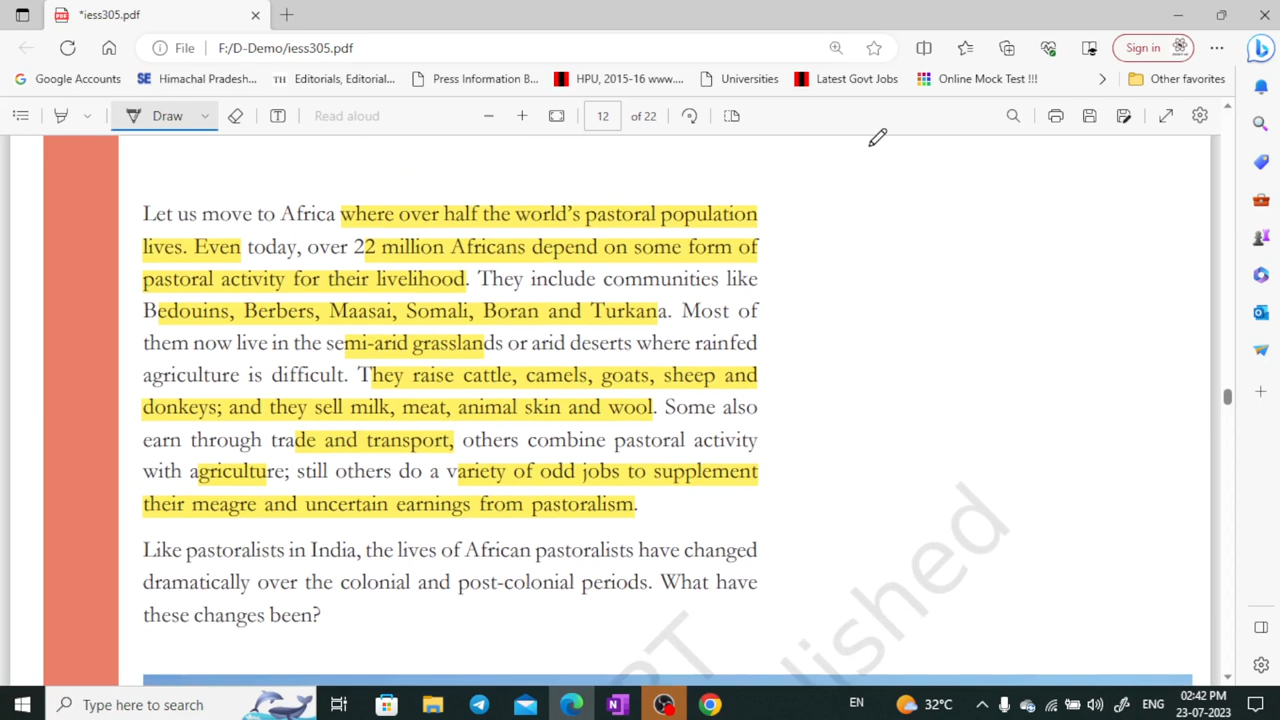 *iess305.pdf
File F:/D-Demo/iess305.pdf Sign in
Google Accounts SE Himachal Pradesh... TH Editorials, Editorial... Press Information B... HPU, 2015-16 www.... Universities Latest Govt Jobs Online Mock Test !!! Other favorites
Draw Read aloud 12 of 22
Let us move to Africa where over half the world's pastoral population
lives. Even today, over 22 million Africans depend on some form of
pastoral activity for their livelihood. They include communities like
Bedouins, Berbers, Maasai, Somali, Boran and Turkana. Most of
them now live in the semi-arid grasslands or arid deserts where rainfed
agriculture is difficult. They raise cattle, camels, goats, sheep and
donkeys; and they sell milk, meat, animal skin and wool. Some also
earn through trade and transport, others combine pastoral activity
with agriculture; still others do a variety of odd jobs to supplement
their meagre and uncertain earnings from pastoralism.
Like pastoralists in India, the lives of African pastoralists have changed
dramatically over the colonial and post-colonial periods. What have
these changes been?
RT
lished
Type here to search EN 32°C ENG 02:42 PM
23-07-2023